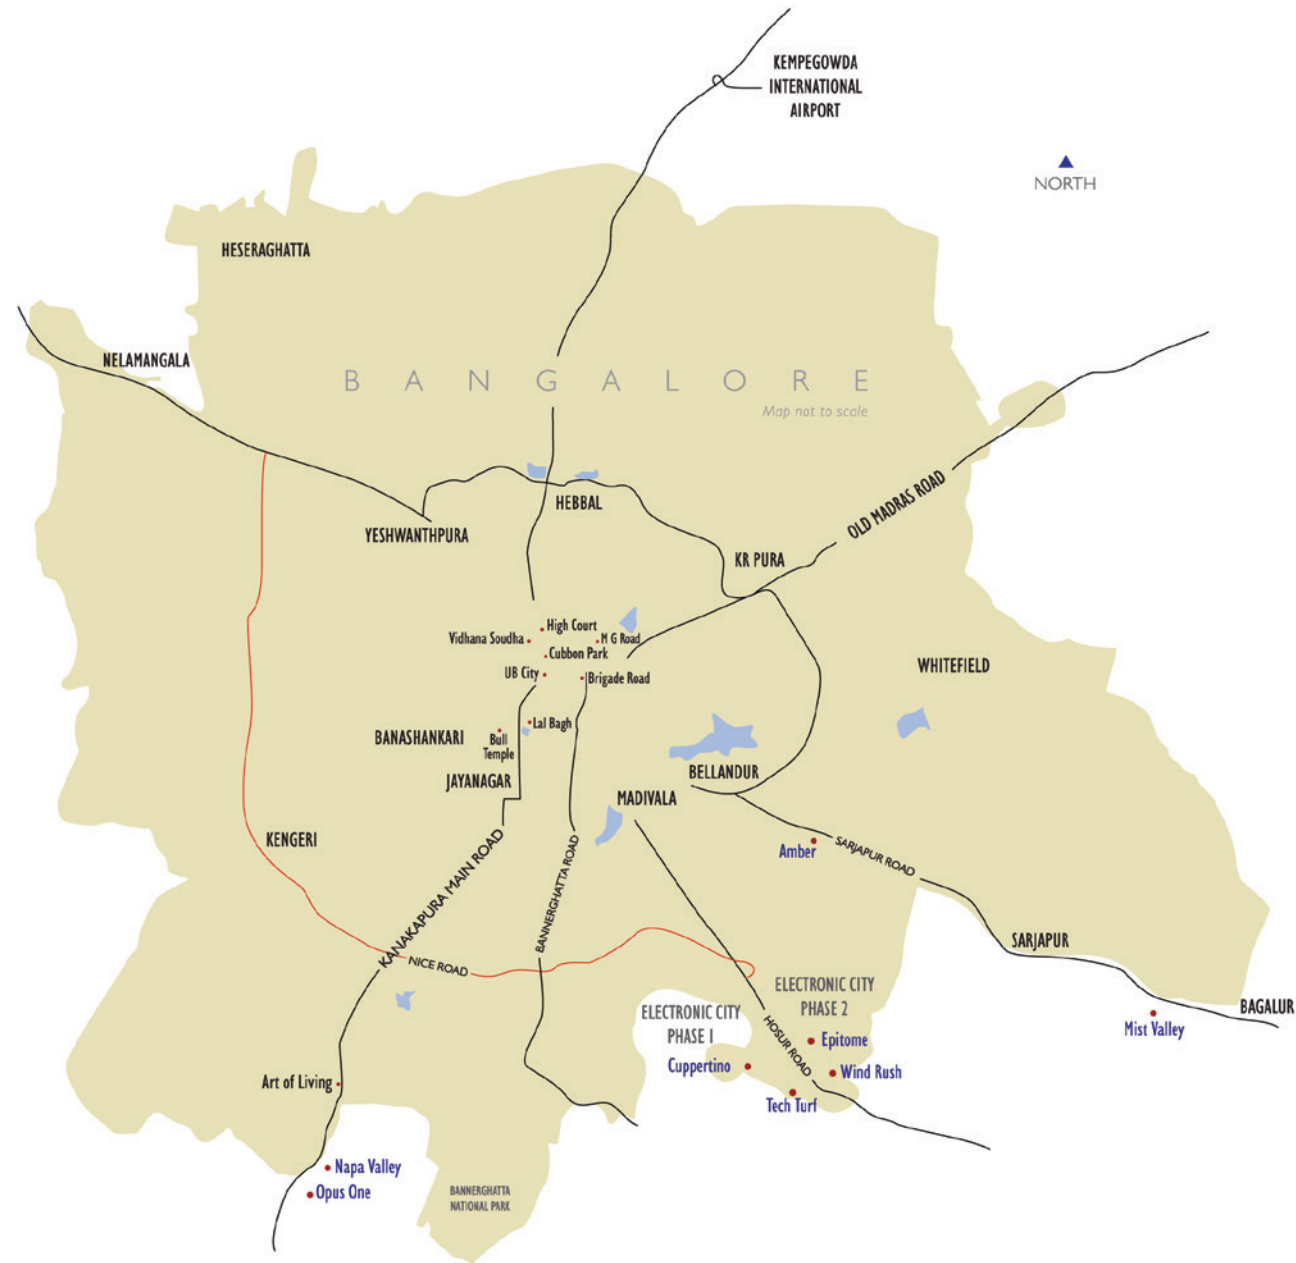 KEMPEGOWDA
INTERNATIONAL
AIRPORT
NORTH
HESERAGHATTA
NELAMANGALA
BANGALORE
Map not to scale
OLD MADRAS ROAD
HEBBAL
YESHWANTHPURA
KR PURA
High Court
Vidhana Soudha
M G Road
Cubbon Park
UB City
Brigade Road
WHITEFIELD
Lal Bagh
BANASHANKARI
Bull
Temple
JAYANAGAR
BELLANDUR
MADIVALA
KENGERI
KANAKAPURA MAIN ROAD
BANNERGHATTA ROAD
Amber
SARJAPUR ROAD
SARJAPUR
NICE ROAD
ELECTRONIC CITY
PHASE 2
ELECTRONIC CITY
PHASE 1
HOSUR ROAD
BAGALUR
Mist Valley
Epitome
Cuppertino
Wind Rush
Tech Turf
Art of Living
Napa Valley
Opus One
BANNERGHATTA
NATIONAL PARK